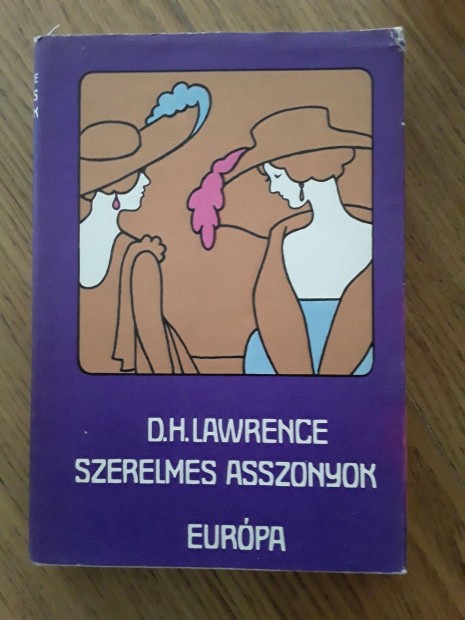 D.H. LAWRENCE
SZERELMES ASSZONYOK
EURÓPA
E
S
K